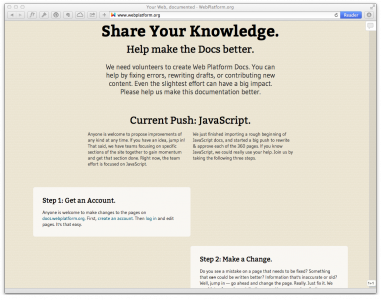 Your Web, documented · WebPlatform.org
www.webplatform.org
Reader
Share Your Knowledge.
Help make the Docs better.
We need volunteers to create Web Platform Docs. You can
help by fixing errors, rewriting drafts, or contributing new
content. Even the slightest effort can have a big impact.
Please help us make this documentation better.
Current Push: JavaScript.
Anyone is welcome to propose improvements of
any kind at any time. If you have an idea, jump in!
That said, we have teams focusing on specific
sections of the site together to gain momentum
and get that section done. Right now, the team
effort is focused on JavaScript.
We just finished importing a rough beginning of
JavaScript docs, and started a big push to rewrite
& approve each of the 360 pages. If you know
JavaScript, we could really use your help. Join us by
taking the following three steps.
Step 1: Get an Account.
Anyone is welcome to make changes to the pages on
docs.webplatform.org. First, create an account. Then log in and edit
pages. It's that easy.
Step 2: Make a Change.
Do you see a mistake on a page that needs to be fixed? Something
that we could be written better? Information that's inaccurate or old?
Well, jump in — go ahead and change the page. Really. Just fix it. We